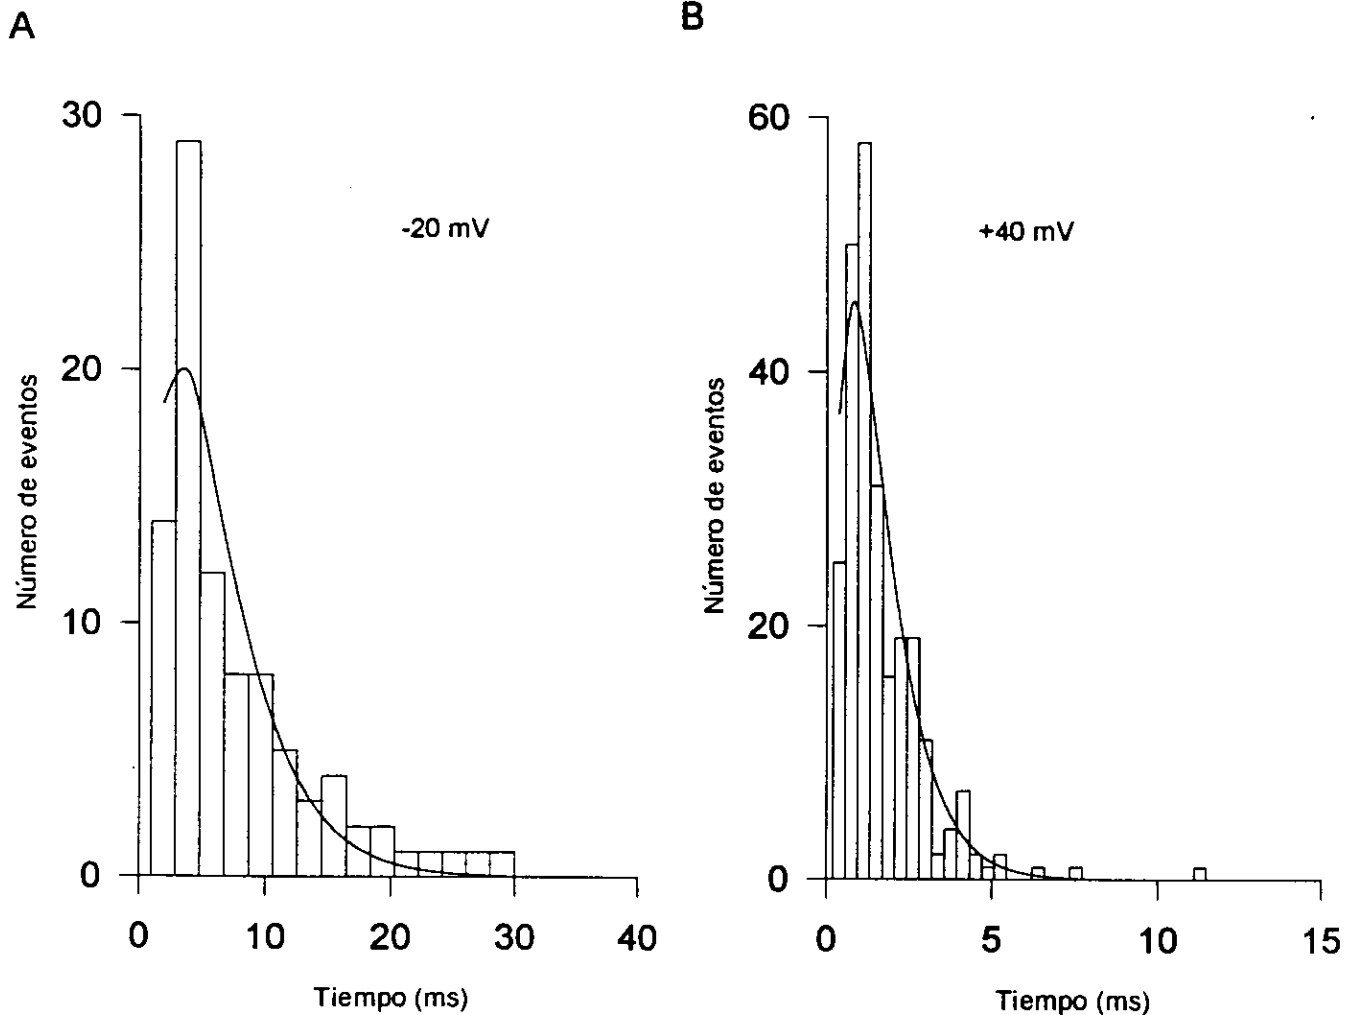 A
30
20
10
0
Número de eventos
-20 mV
0 10 20 30 40
Tiempo (ms)
B
60
40
20
0
Número de eventos
+40 mV
0 5 10 15
Tiempo (ms)